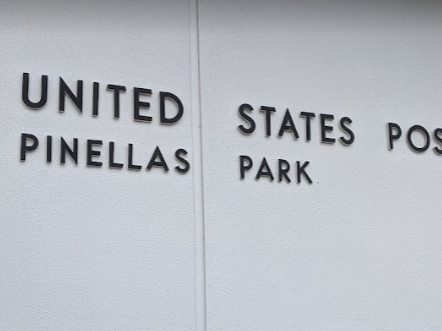 UNITED STATES POS
PINELLAS PARK